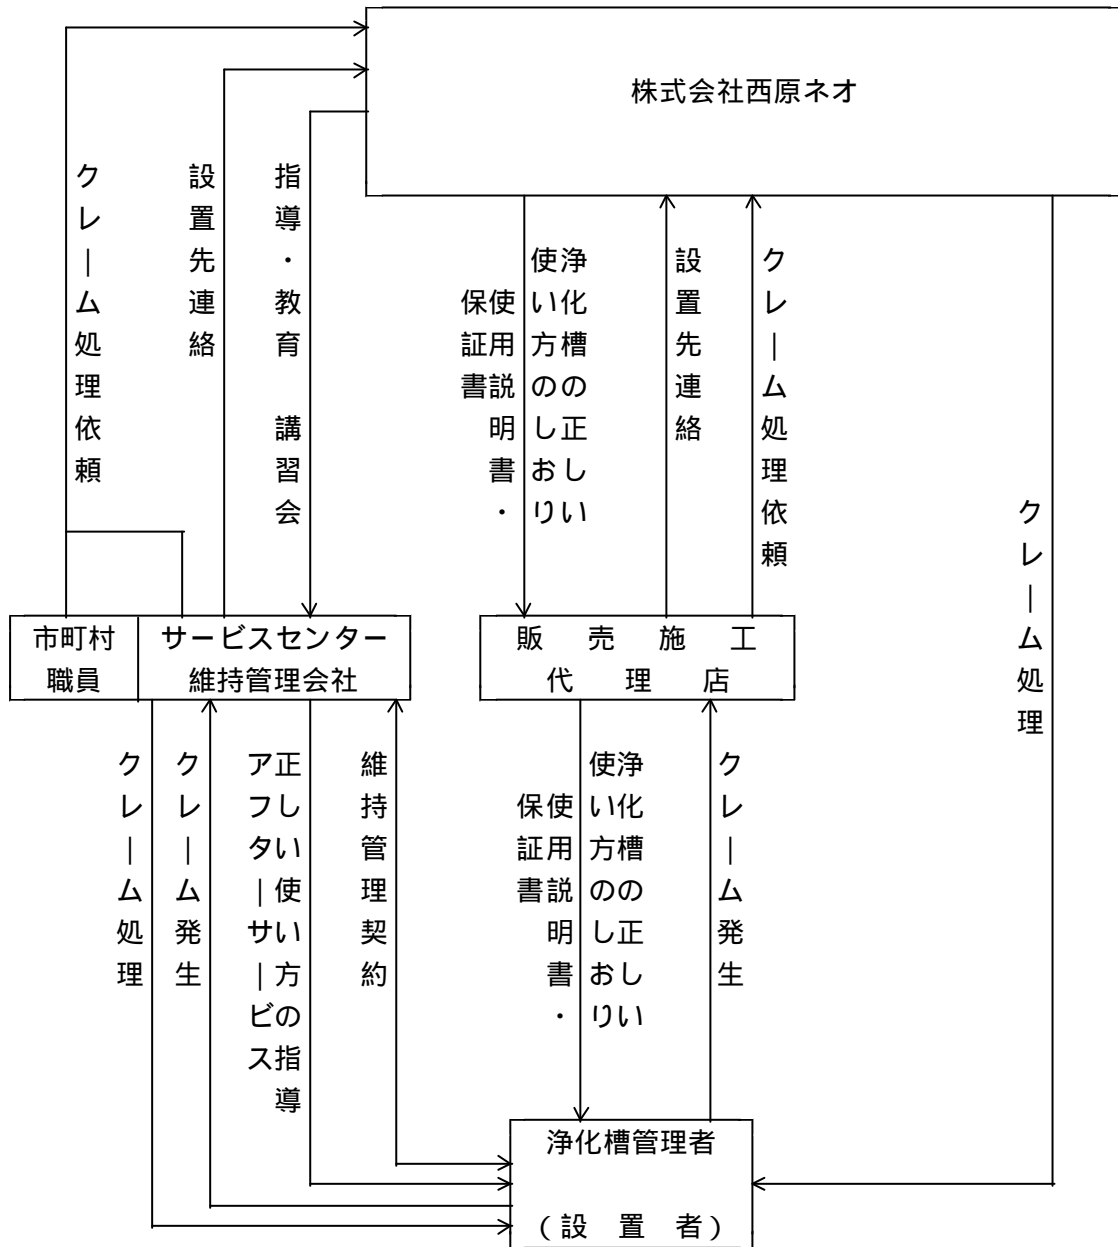 株式会社西原ネオ
クレーム処理依頼
設置先連絡
指導・教育 講習会
浄化槽の正しい
使い方のしおり
使用説明書・
保証書
設置先連絡
クレーム処理依頼
クレーム処理
市町村
職員
サービスセンター
維持管理会社
販売施工
代理店
クレーム処理
クレーム発生
正しい使い方の指導
アフターサービス
維持管理契約
浄化槽の正しい
使い方のしおり
使用説明書・
保証書
クレーム発生
浄化槽管理者
(設置者)